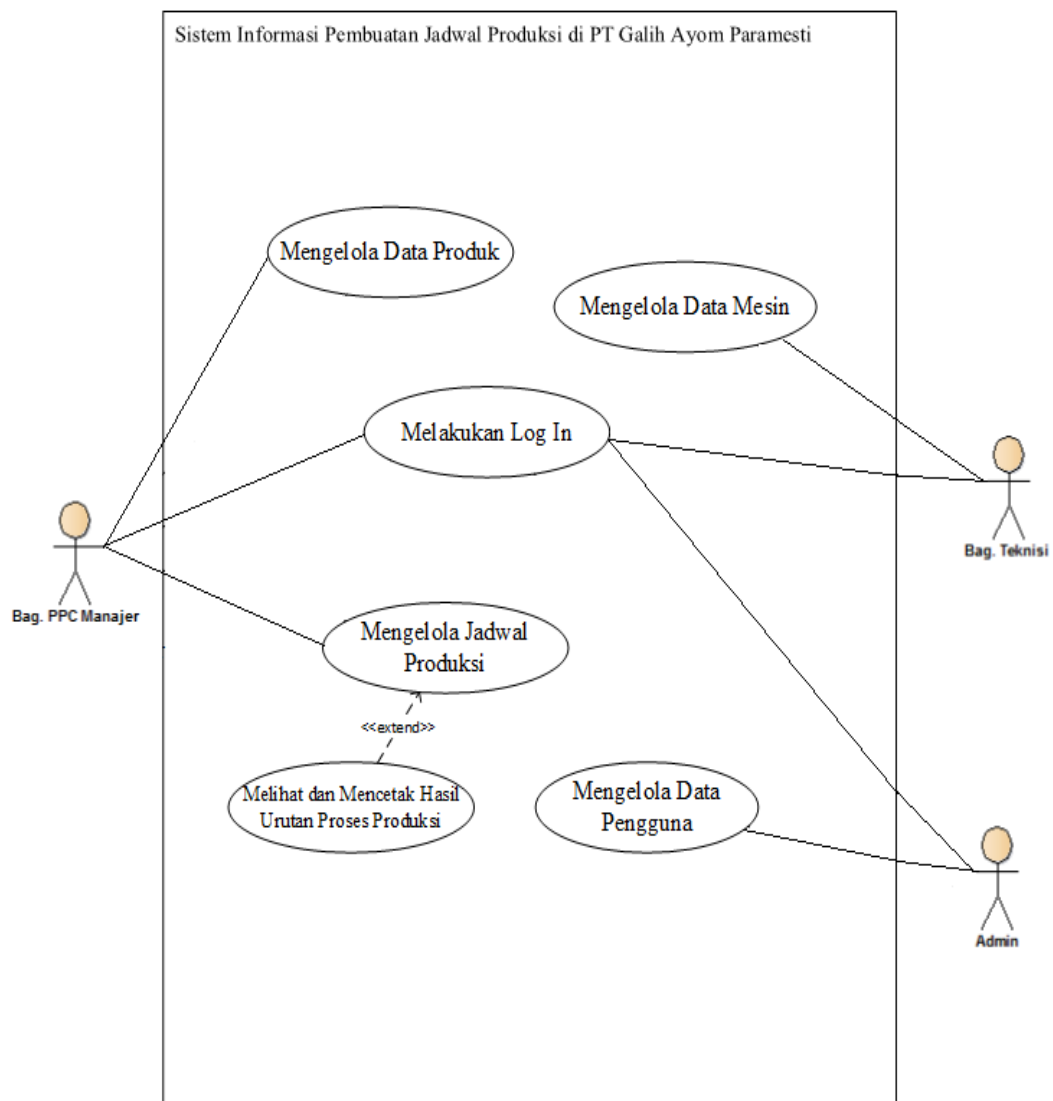 Sistem Informasi Pembuatan Jadwal Produksi di PT Galih Ayom Paramesti
Mengelola Data Produk
Mengelola Data Mesin
Melakukan Log In
Bag. Teknisi
Bag. PPC Manajer
Mengelola Jadwal
Produksi
<<extend>>
Melihat dan Mencetak Hasil
Urutan Proses Produksi
Mengelola Data
Pengguna
Admin